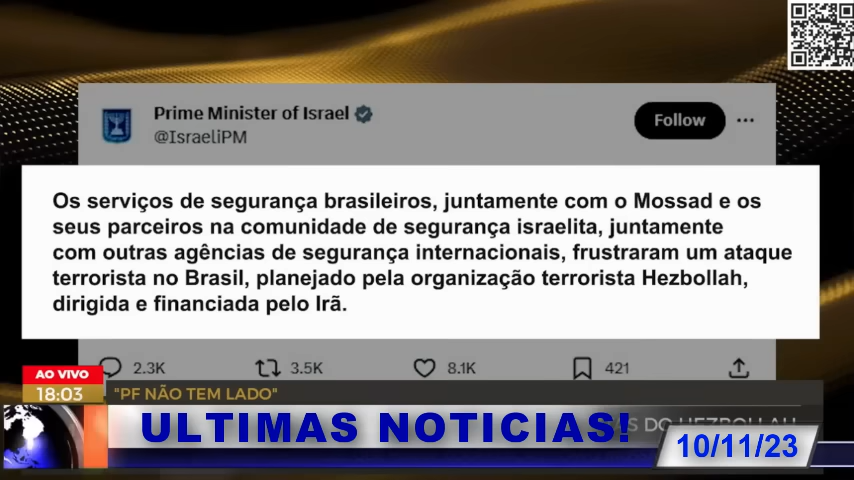 Prime Minister of Israel
@IsraeliPM
Follow
Os serviços de segurança brasileiros, juntamente com o Mossad e os
seus parceiros na comunidade de segurança israelita, juntamente
com outras agências de segurança internacionais, frustraram um ataque
terrorista no Brasil, planejado pela organização terrorista Hezbollah,
dirigida e financiada pelo Irã.
2.3K 3.5K 8.1K 421
AO VIVO
18:03
"PF NÃO TEM LADO"
ULTIMAS NOTICIAS!
DO HEZBOLLAH
10/11/23